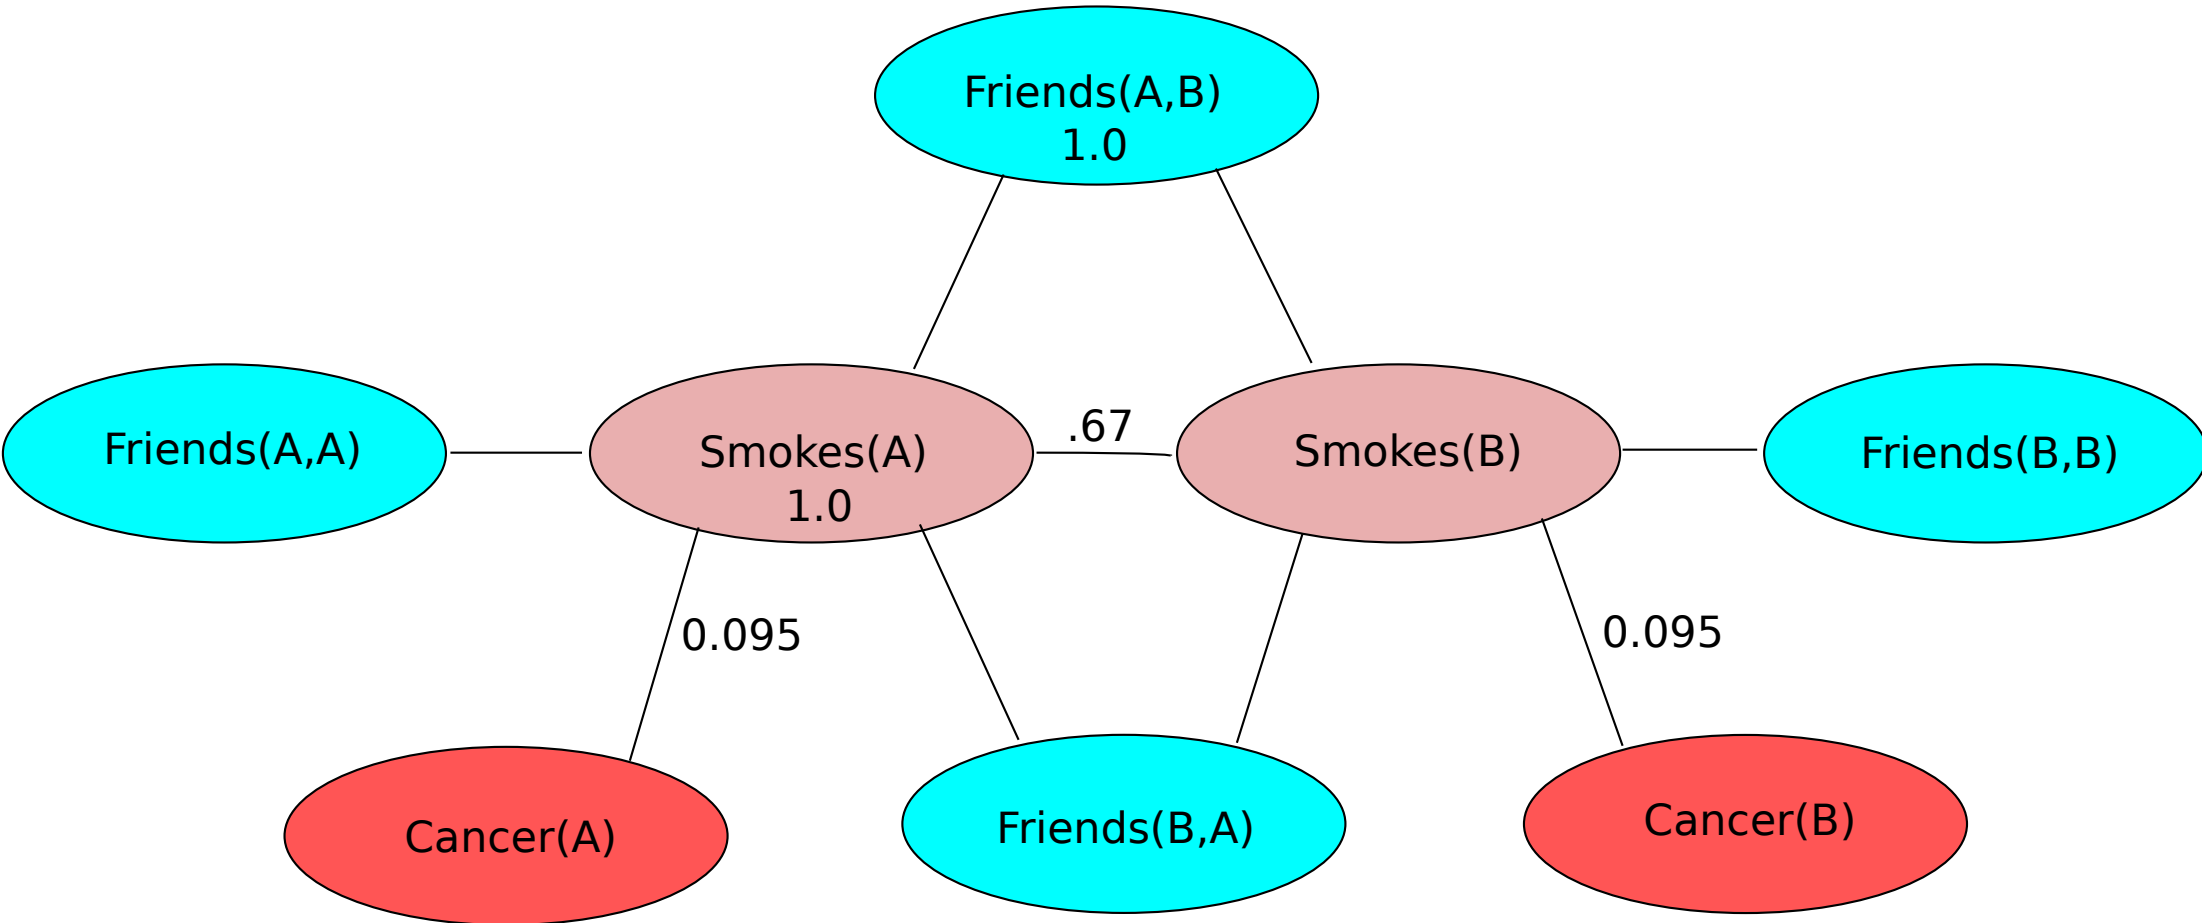 Friends(A,B)
1.0
Friends(A,A)
Smokes(A)
1.0
.67
Smokes(B)
Friends(B,B)
0.095
0.095
Cancer(A)
Friends(B,A)
Cancer(B)